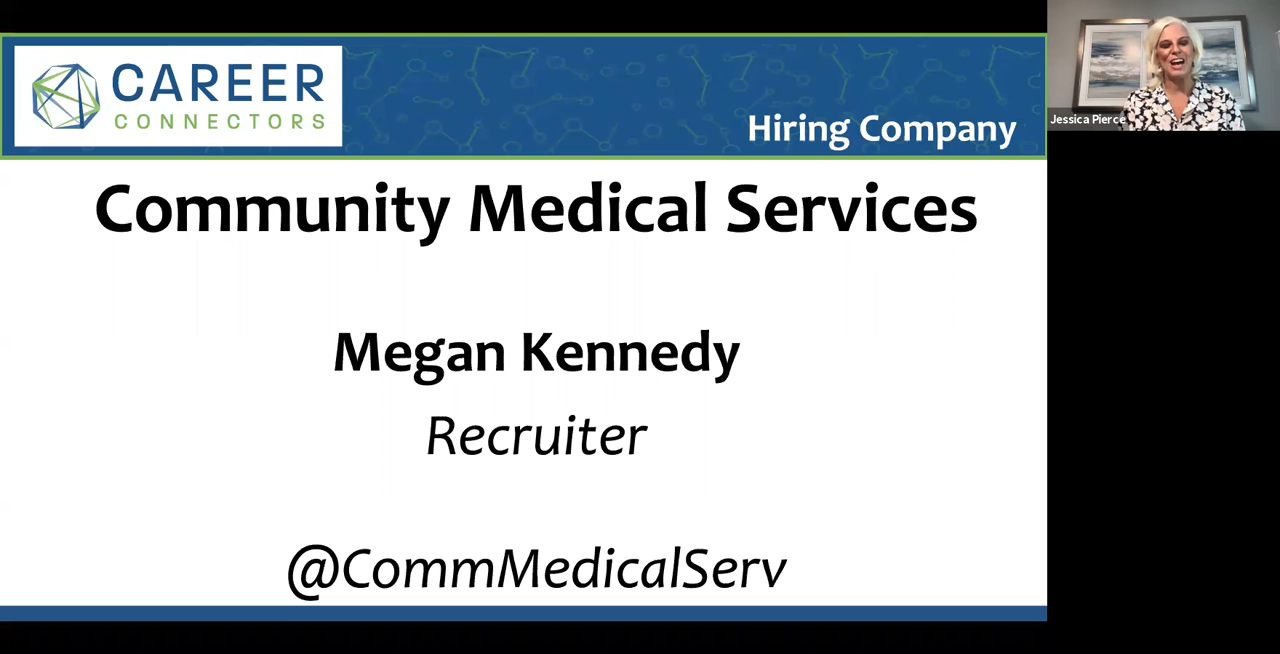 CAREER
CONNECTORS
Hiring Company
Jessica Pierce
Community Medical Services
Megan Kennedy
Recruiter
@CommMedicalServ